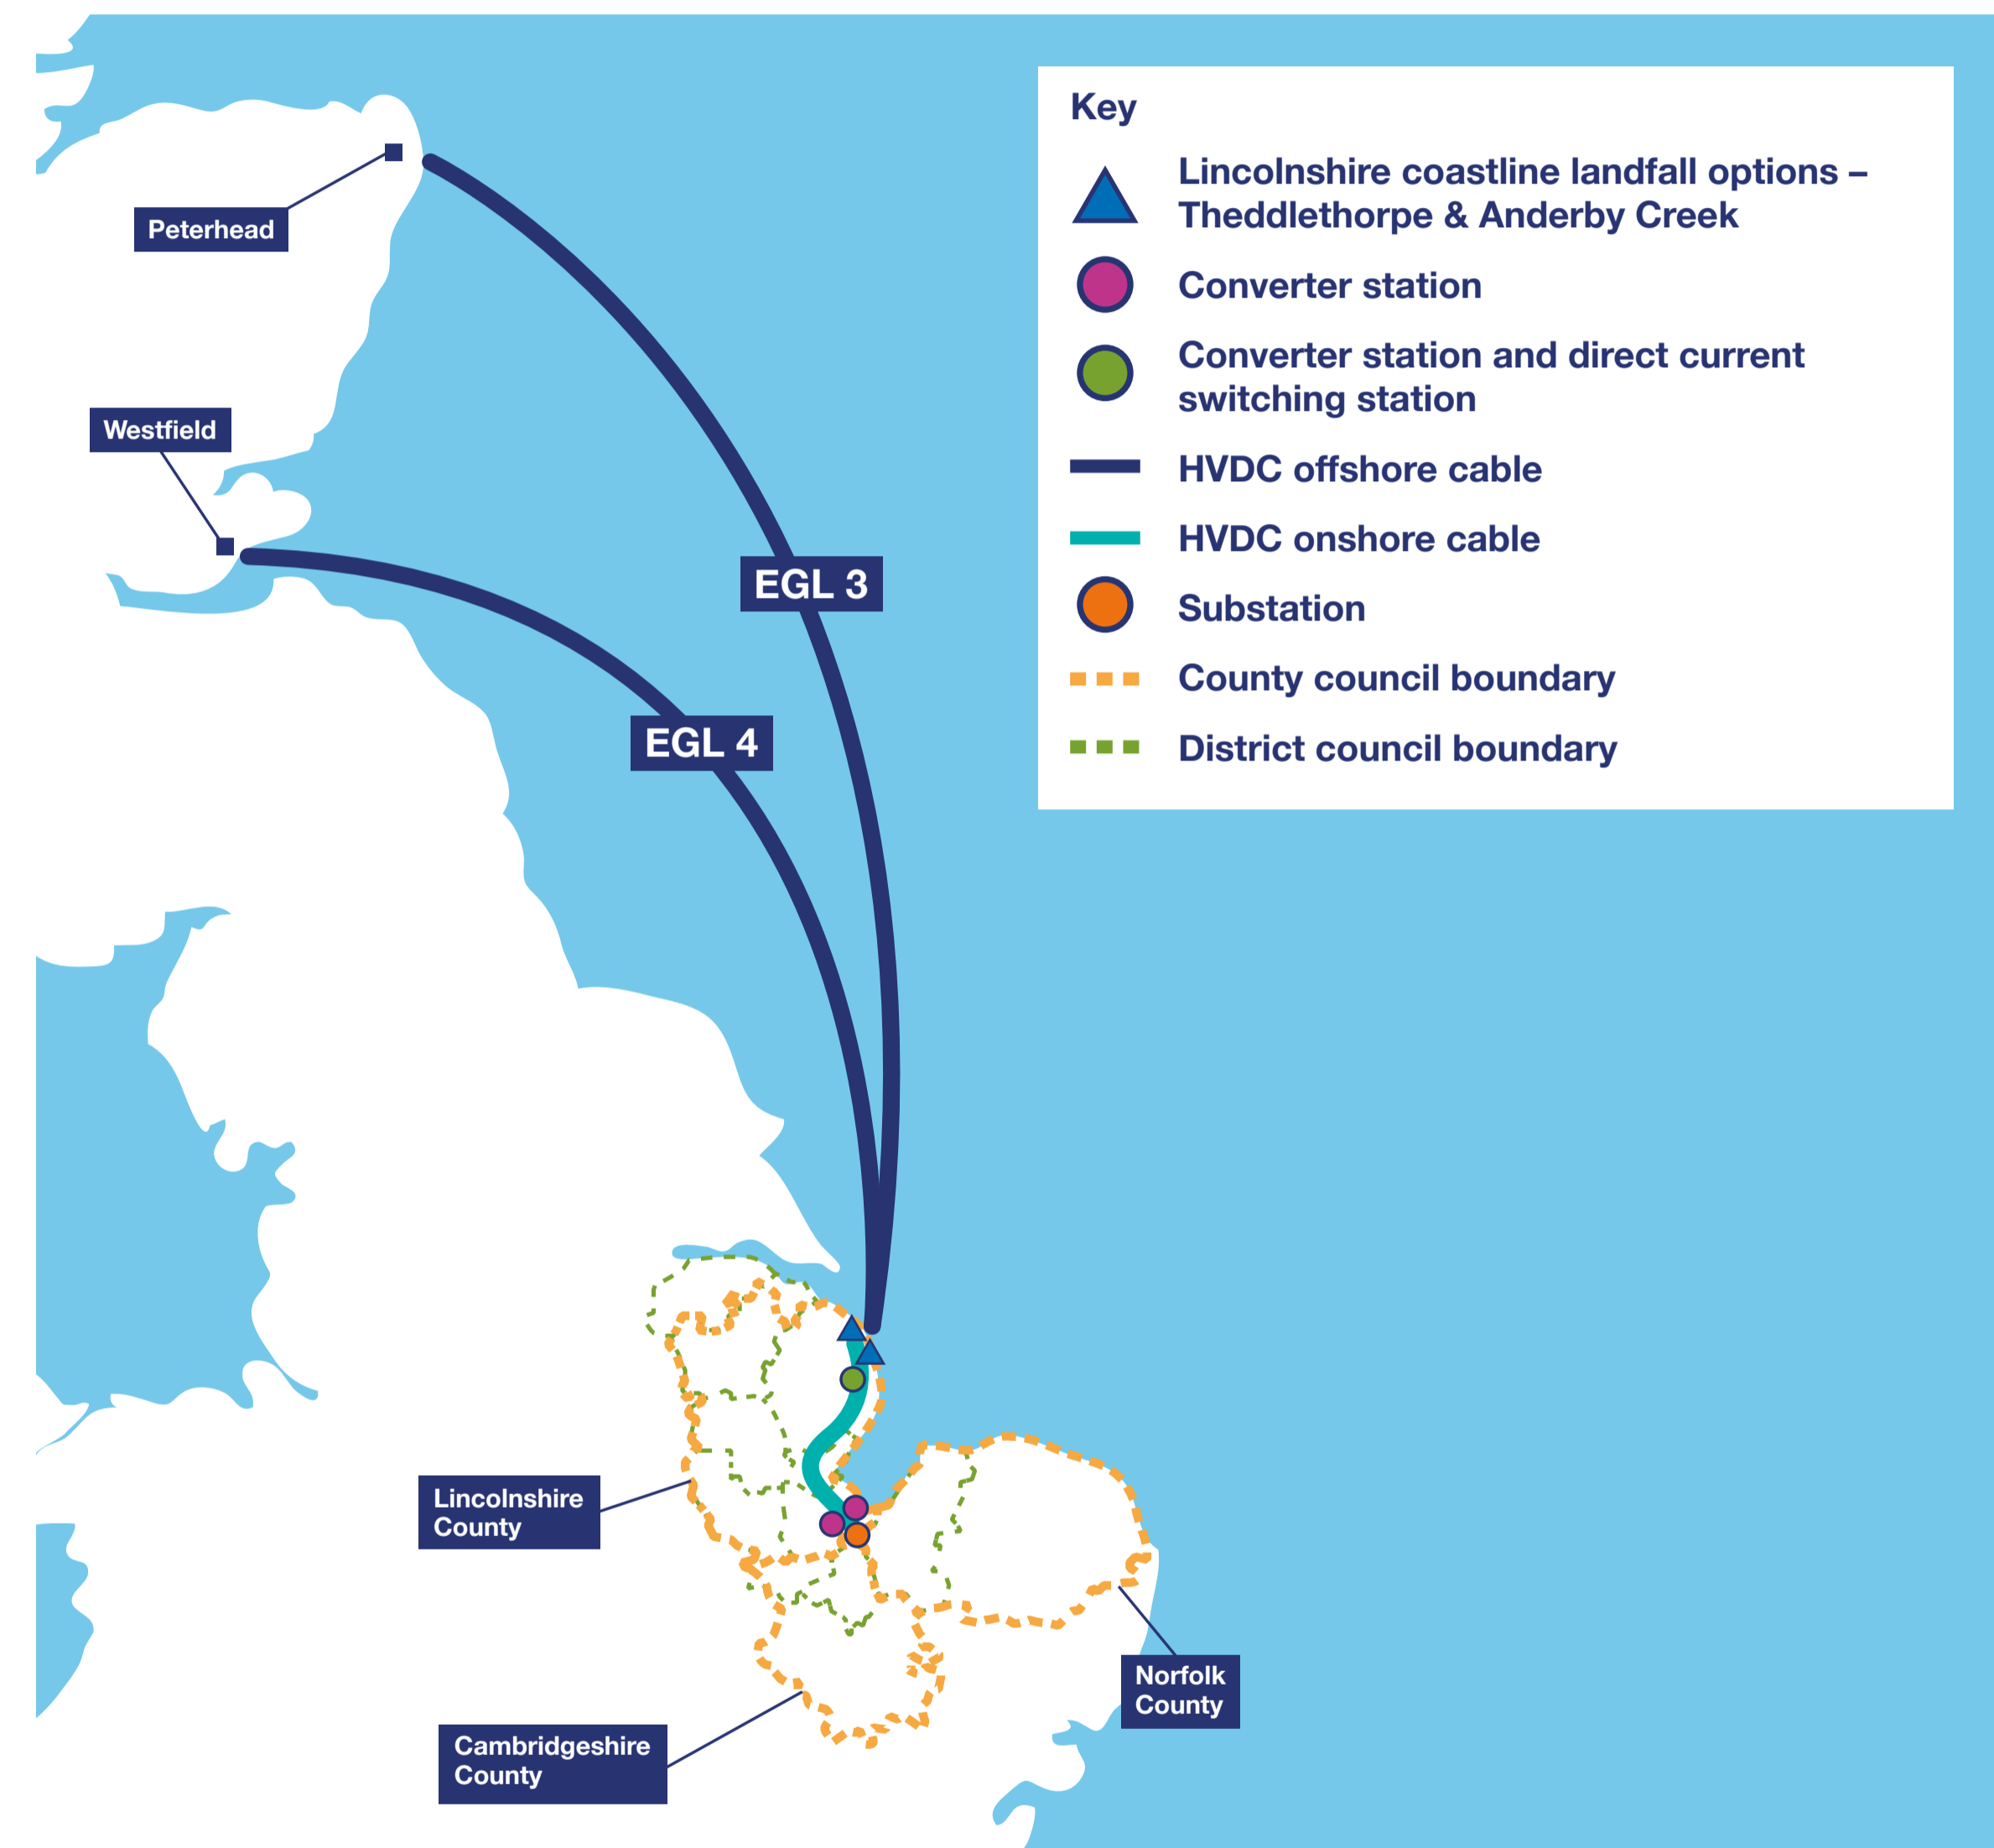 Key
Lincolnshire coastline landfall options –
Theddlethorpe & Anderby Creek
Converter station
Converter station and direct current
switching station
HVDC offshore cable
HVDC onshore cable
Substation
County council boundary
District council boundary
Peterhead
Westfield
EGL 3
EGL 4
Lincolnshire
County
Norfolk
County
Cambridgeshire
County